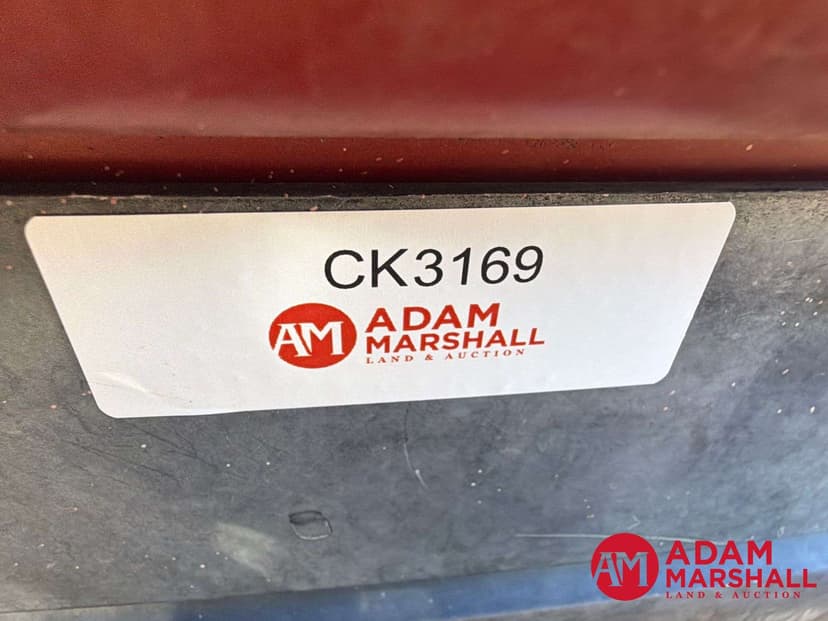 CK3169
AM
ADAM
MARSHALL
LAND & AUCTION
AM
ADAM
MARSHALL
LAND & AUCTION